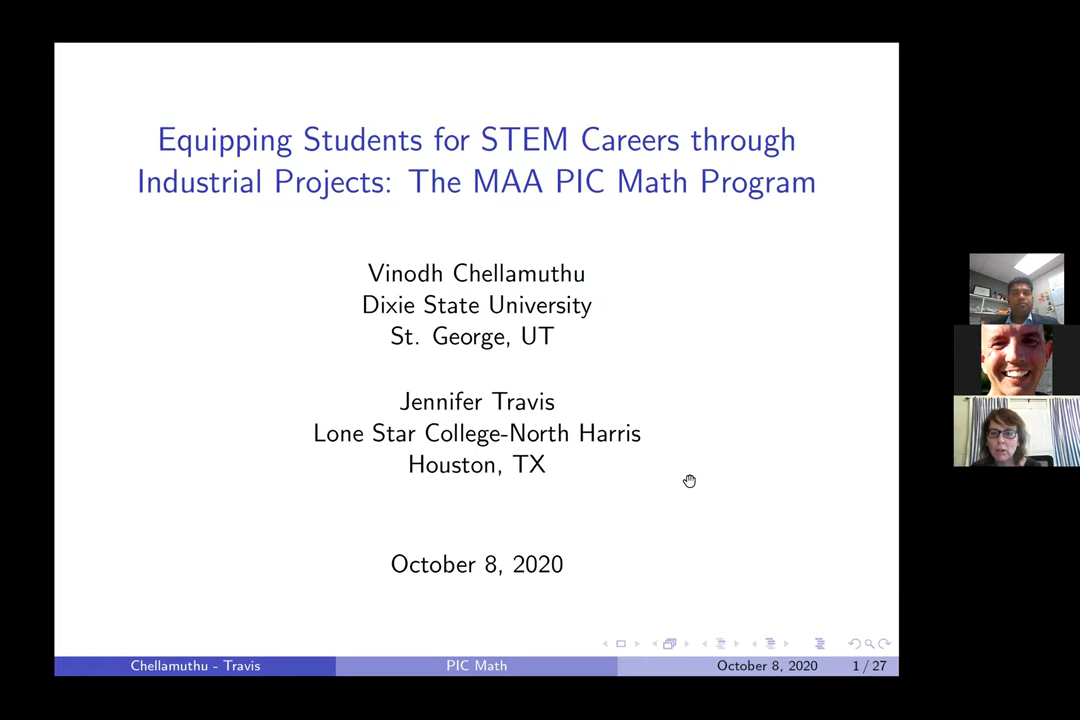 Equipping Students for STEM Careers through
Industrial Projects: The MAA PIC Math Program
Vinodh Chellamuthu
Dixie State University
St. George, UT
Jennifer Travis
Lone Star College-North Harris
Houston, TX
October 8, 2020
Chellamuthu - Travis
PIC Math
October 8, 2020
1 / 27